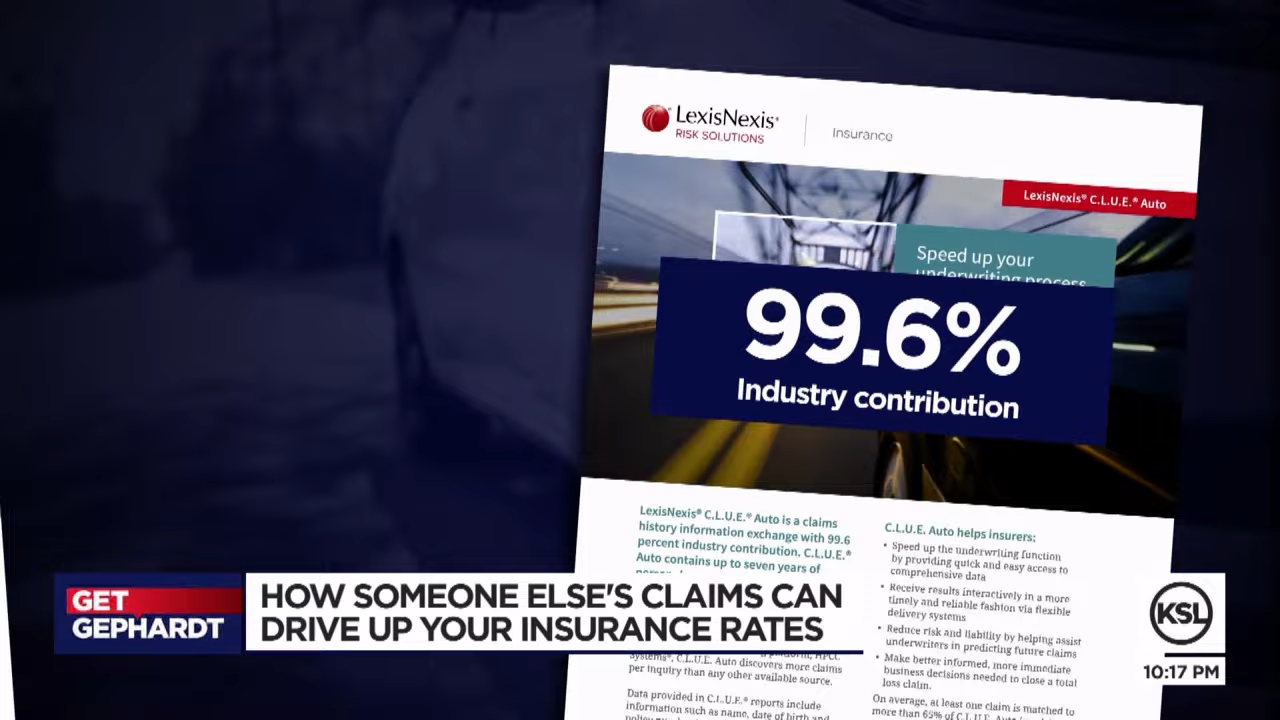 LexisNexis®
RISK SOLUTIONS
Insurance
LexisNexis® C.L.U.E.® Auto
Speed up your
underwriting process
99.6%
Industry contribution
LexisNexis® C.L.U.E.® Auto is a claims
history information exchange with 99.6
percent industry contribution. C.L.U.E.®
Auto contains up to seven years of
C.L.U.E. Auto helps insurers:
• Speed up the underwriting function
by providing quick and easy access to
comprehensive data
• Receive results interactively in a more
timely and reliable fashion via flexible
delivery systems
• Reduce risk and liability by helping assist
underwriters in predicting future claims
• Make better informed, more immediate
business decisions needed to close a total
loss claim.
On average, at least one claim is matched to
more than 65% of C.L.U.E. Auto
Systems®, C.L.U.E. Auto discovers more claims
per inquiry than any other available source.
Data provided in C.L.U.E.® reports include
information such as name, date of birth and
GET
GEPHARDT
HOW SOMEONE ELSE'S CLAIMS CAN
DRIVE UP YOUR INSURANCE RATES
KSL
10:17 PM